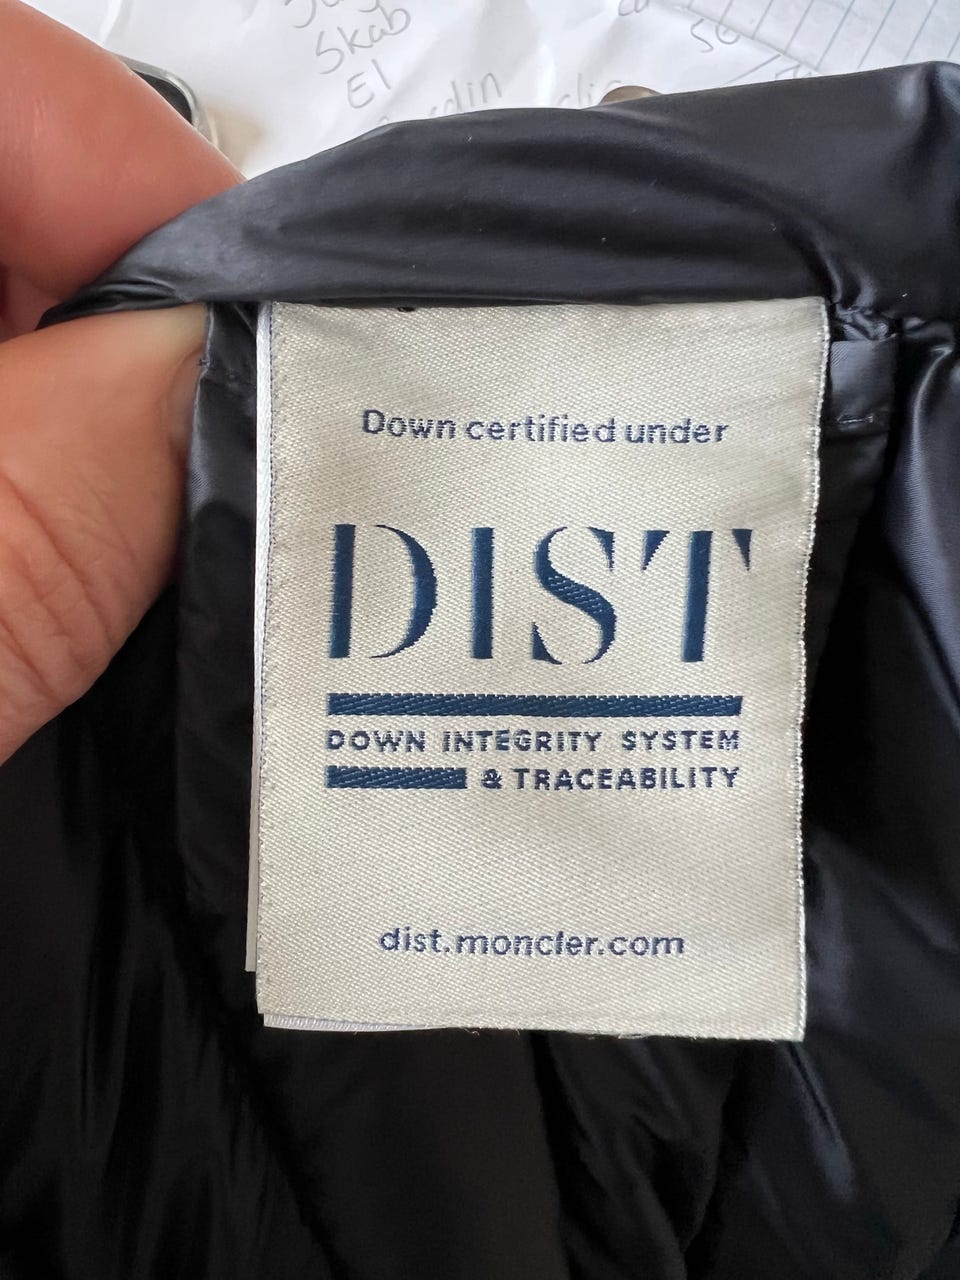 Skab
El
Down certified under
DIST
DOWN INTEGRITY SYSTEM
& TRACEABILITY
dist.moncler.com